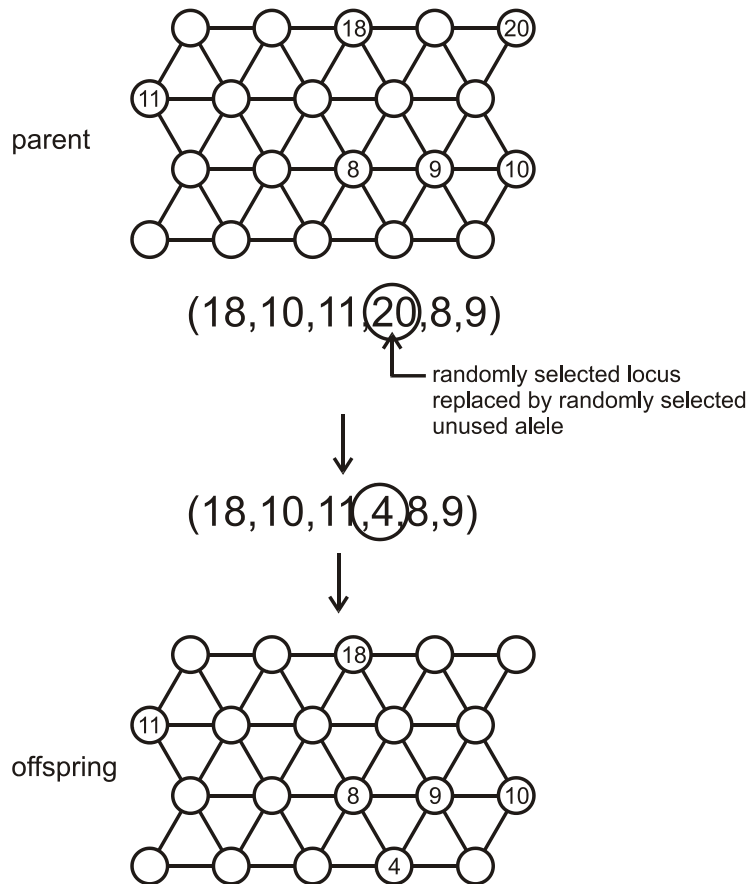 18 20
11
parent
8 9 10
(18,10,11,20,8,9)
randomly selected locus
replaced by randomly selected
unused alele
(18,10,11,4,8,9)
18
11
offspring
8 9 10
4